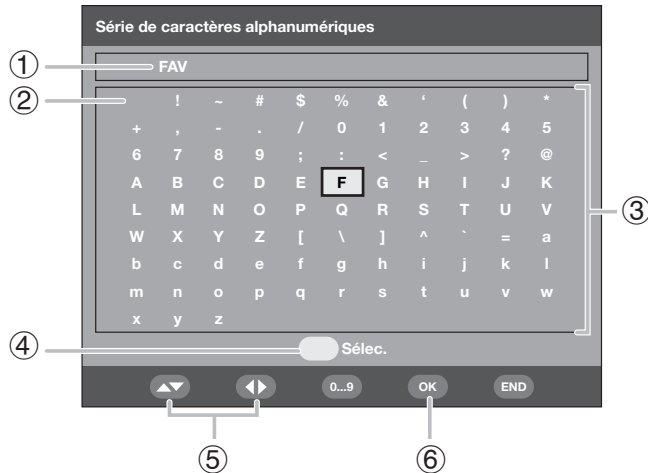 Série de caractères alphanumériques
① FAV
② ! ~ # $ % & ‘ ( ) *
+ , - . / 0 1 2 3 4 5
6 7 8 9 ; : < _ > ? @
A B C D E F G H I J K
L M N O P Q R S T U V ③
W X Y Z [ \ ] ^ ` = a
b c d e f g h i j k l
m n o p q r s t u v w
x y z
④ Sélec.
0...9 OK END
⑤ ⑥